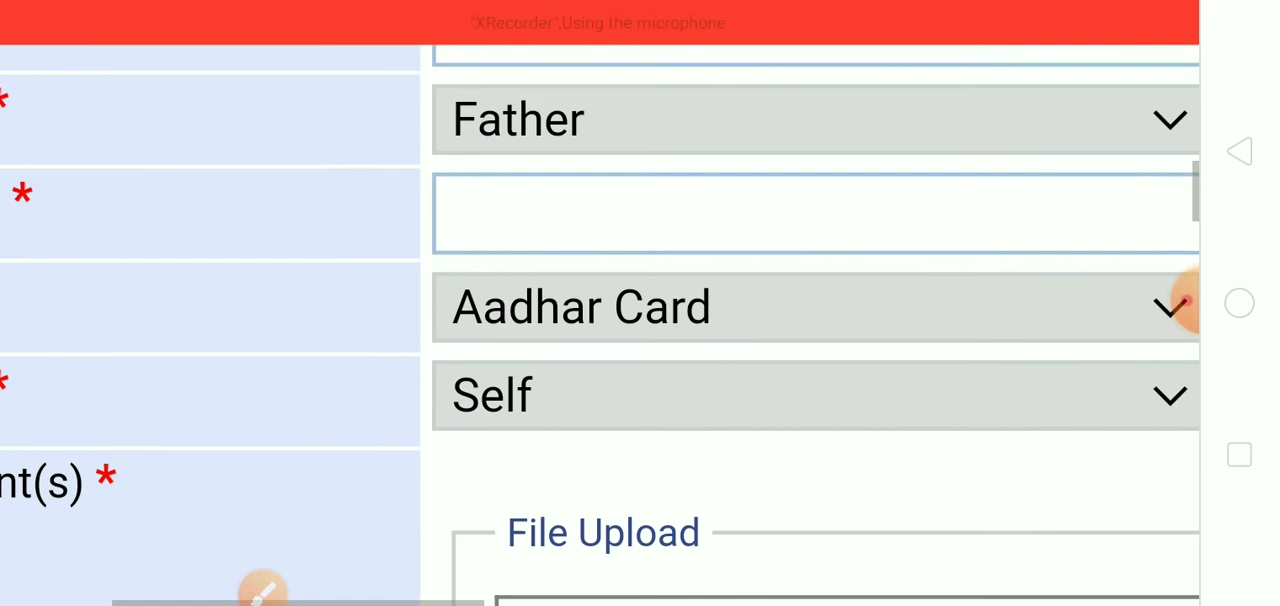 "XRecorder",Using the microphone
*
Father
*
Aadhar Card
*
Self
nt(s) *
File Upload